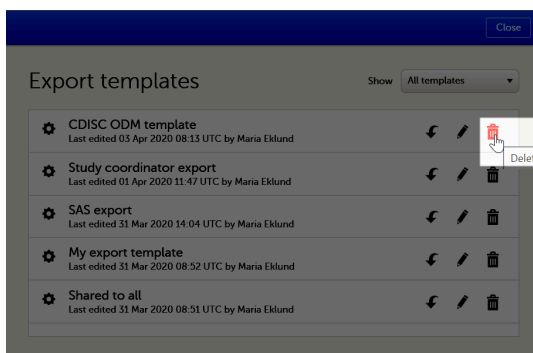 Close
Export templates
Show All templates
CDISC ODM template
Last edited 03 Apr 2020 08:13 UTC by Maria Eklund
Delet
Study coordinator export
Last edited 01 Apr 2020 11:47 UTC by Maria Eklund
SAS export
Last edited 31 Mar 2020 14:04 UTC by Maria Eklund
My export template
Last edited 31 Mar 2020 08:52 UTC by Maria Eklund
Shared to all
Last edited 31 Mar 2020 08:51 UTC by Maria Eklund